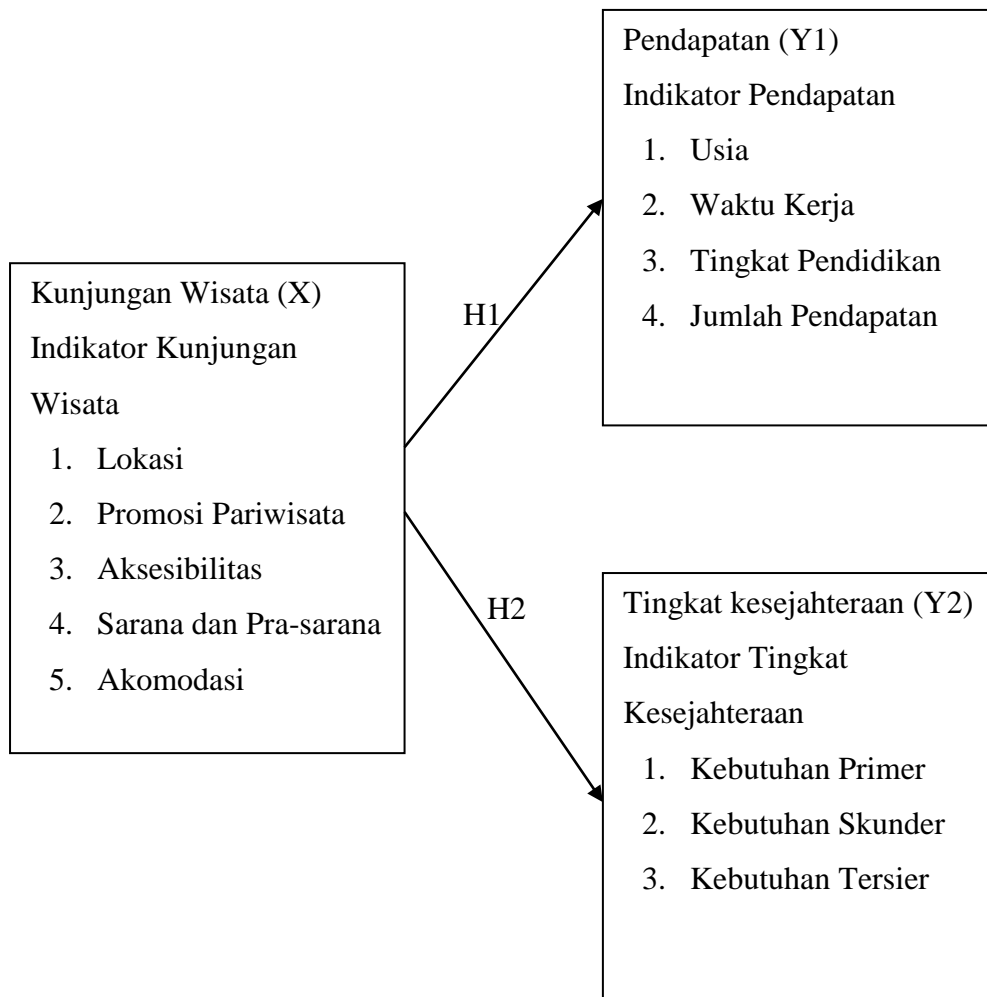 Pendapatan (Y1)
Indikator Pendapatan
1. Usia
2. Waktu Kerja
3. Tingkat Pendidikan
4. Jumlah Pendapatan
Kunjungan Wisata (X)
Indikator Kunjungan
Wisata
1. Lokasi
2. Promosi Pariwisata
3. Aksesibilitas
4. Sarana dan Pra-sarana
5. Akomodasi
H1
H2
Tingkat kesejahteraan (Y2)
Indikator Tingkat
Kesejahteraan
1. Kebutuhan Primer
2. Kebutuhan Skunder
3. Kebutuhan Tersier